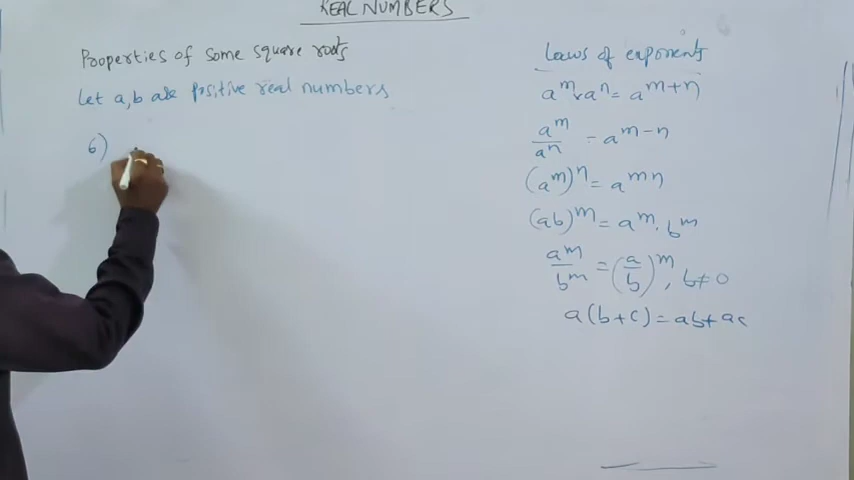 REAL NUMBERS
Properties of some square roots
Let a,b are positive real numbers
6)
Laws of exponents
a^m × a^n = a^{m+n}
a^m / a^n = a^{m-n}
(a^m)^n = a^{mn}
(ab)^m = a^m · b^m
a^m / b^m = (a/b)^m, b≠0
a(b+c) = ab+ac